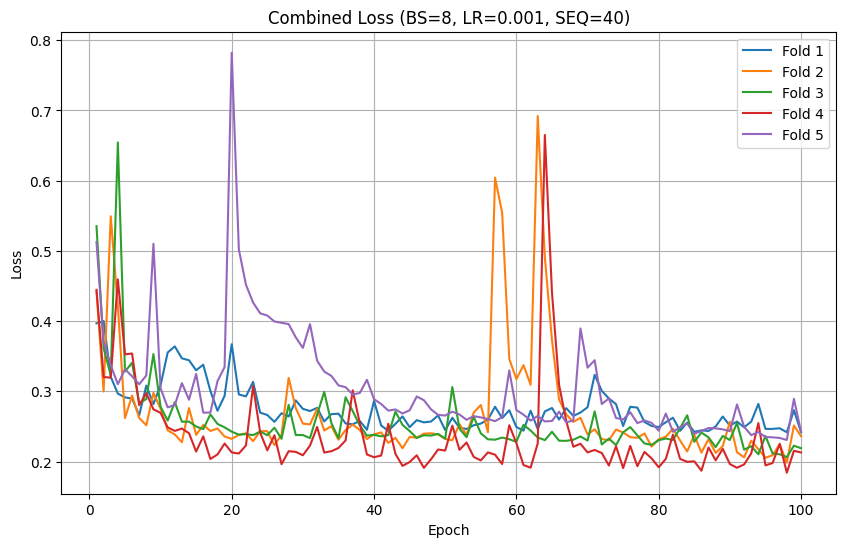 Combined Loss (BS=8, LR=0.001, SEQ=40)
0.8
0.7
0.6
0.5
0.4
0.3
0.2
Loss
Fold 1
Fold 2
Fold 3
Fold 4
Fold 5
0 20 40 60 80 100
Epoch